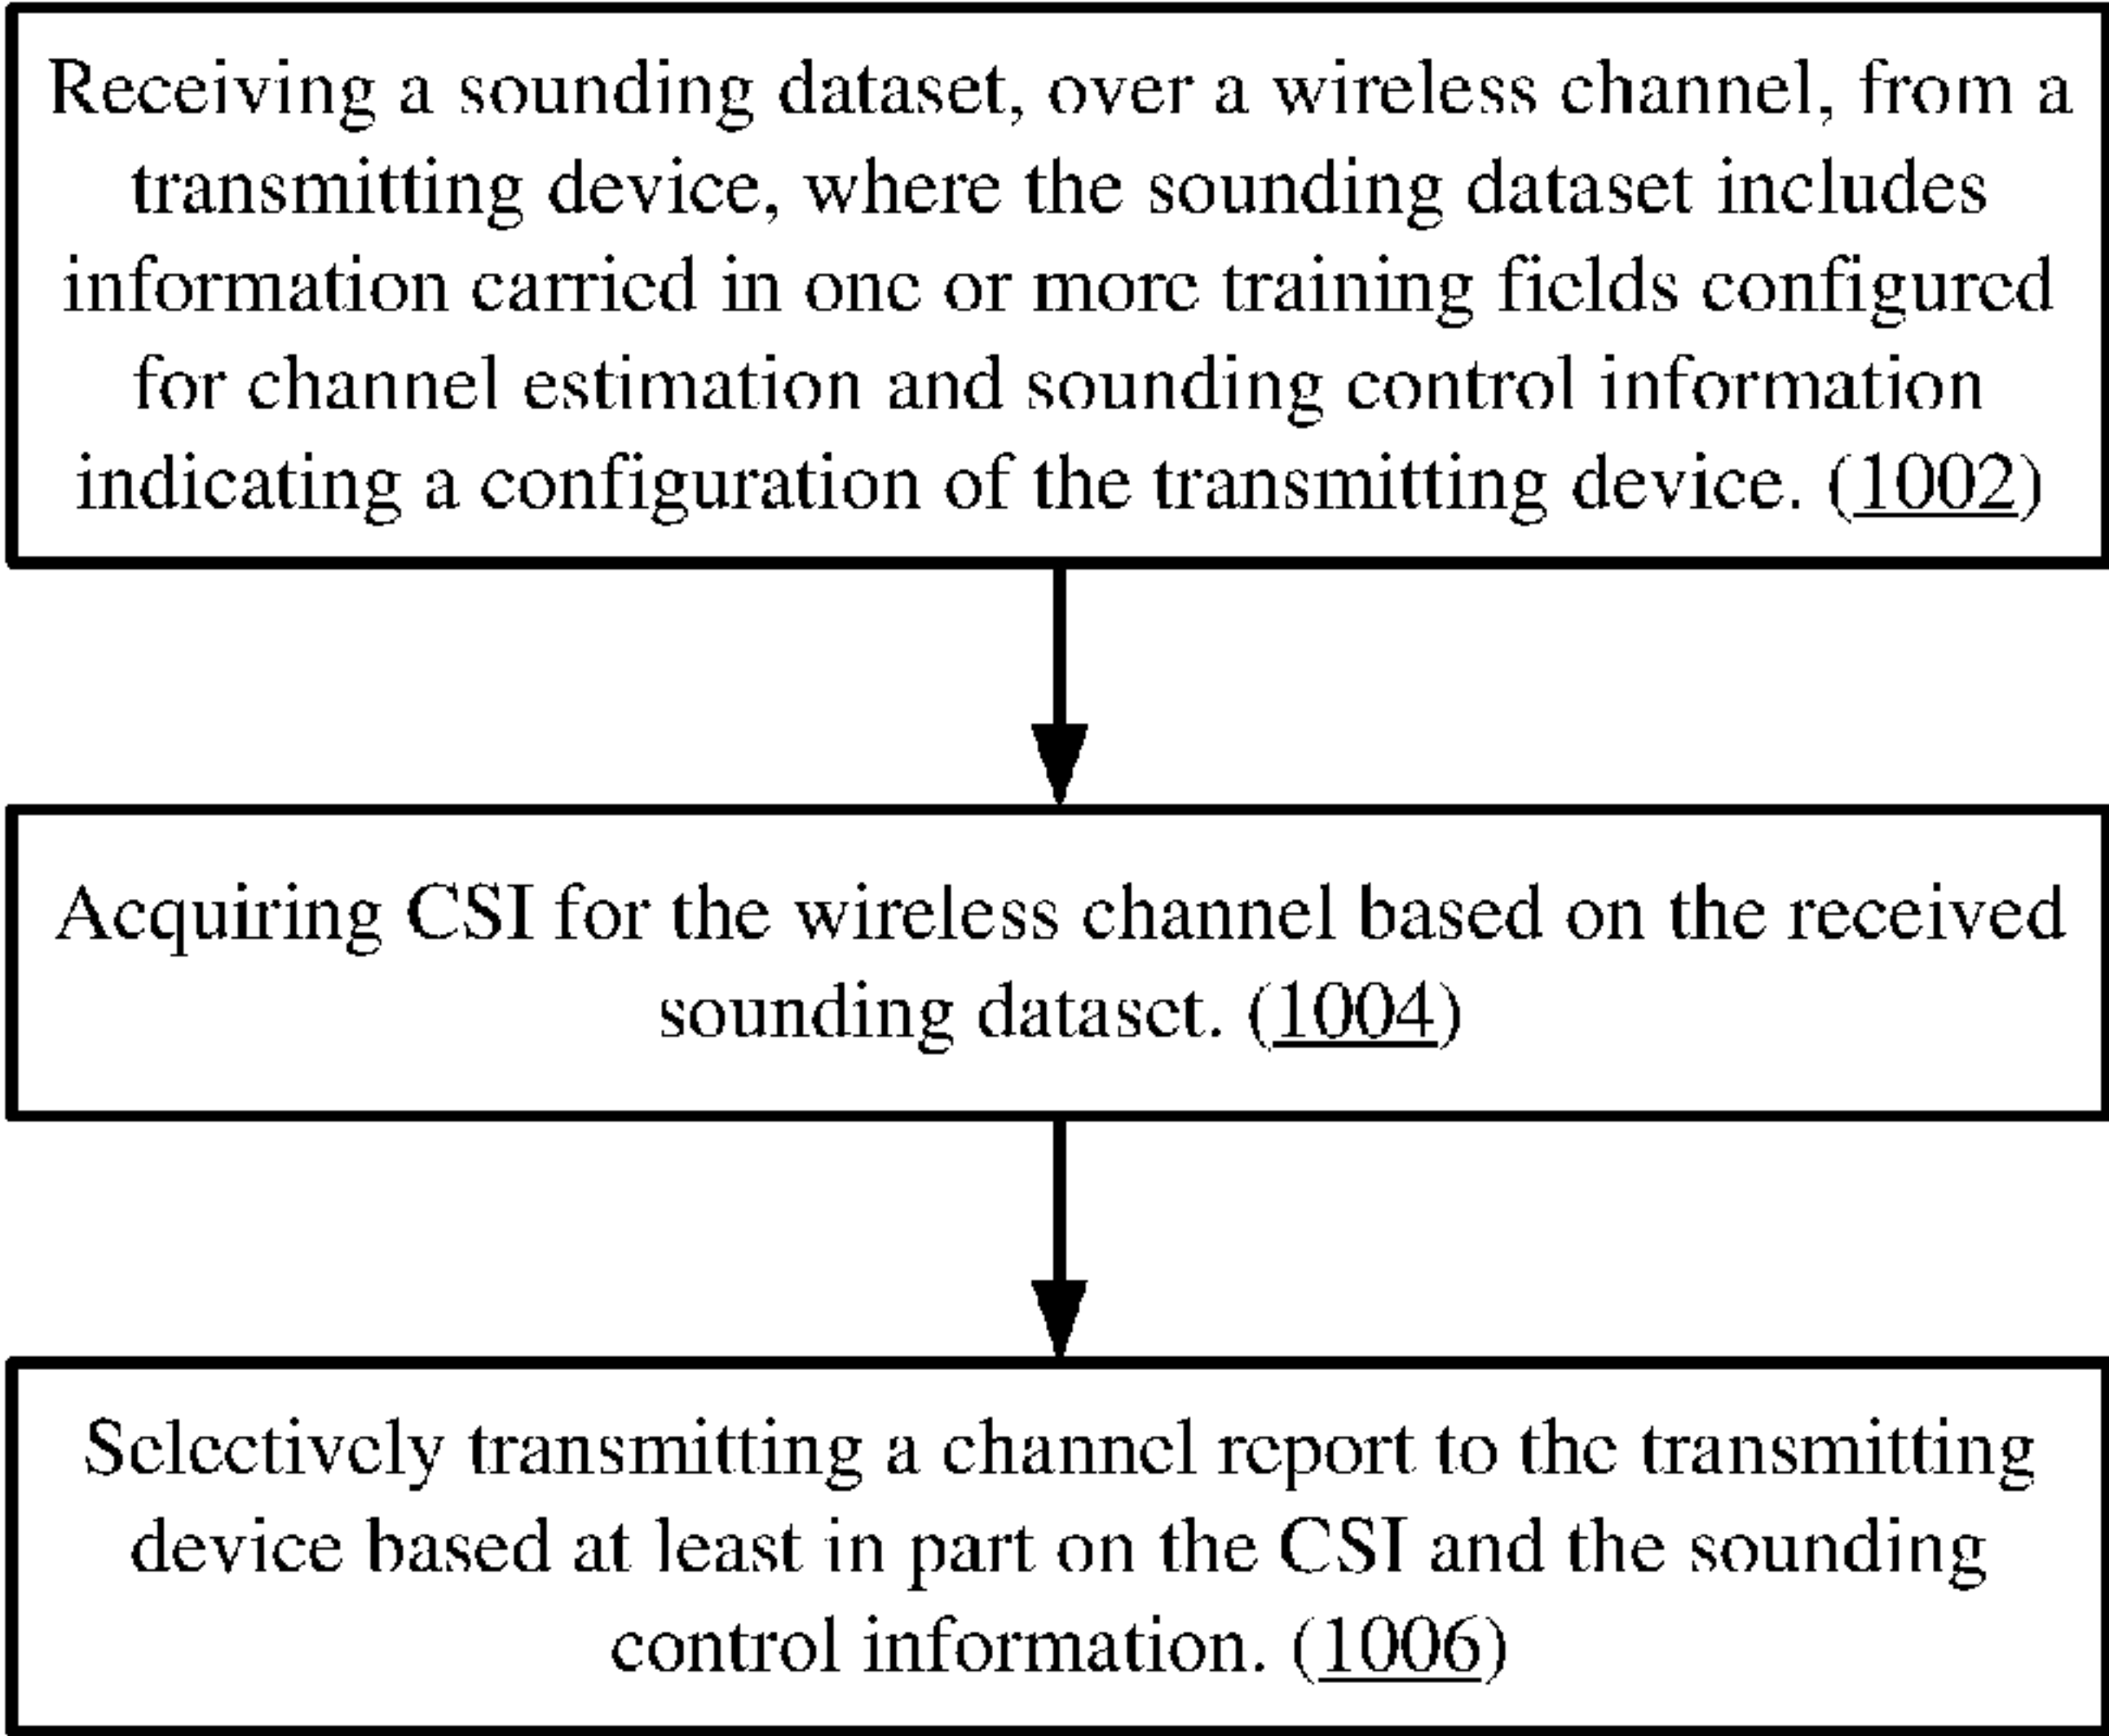 Receiving a sounding dataset, over a wireless channel, from a
transmitting device, where the sounding dataset includes
information carried in one or more training fields configured
for channel estimation and sounding control information
indicating a configuration of the transmitting device. (1002)
Acquiring CSI for the wireless channel based on the received
sounding dataset. (1004)
Selectively transmitting a channel report to the transmitting
device based at least in part on the CSI and the sounding
control information. (1006)